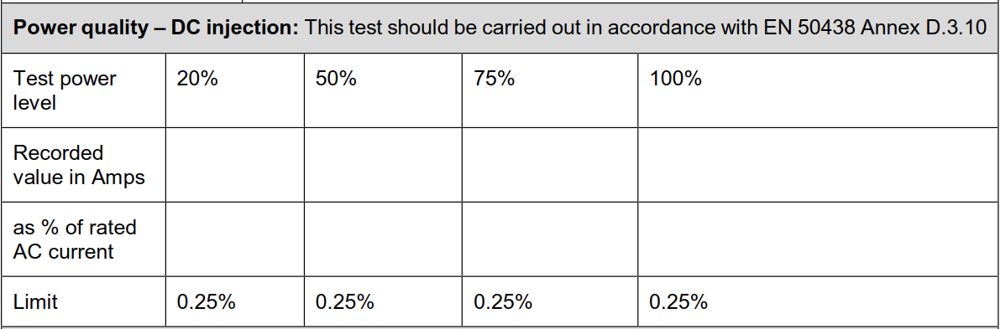 Power quality – DC injection: This test should be carried out in accordance with EN 50438 Annex D.3.10
Test power level 20% 50% 75% 100%
Recorded value in Amps
as % of rated AC current
Limit 0.25% 0.25% 0.25% 0.25%